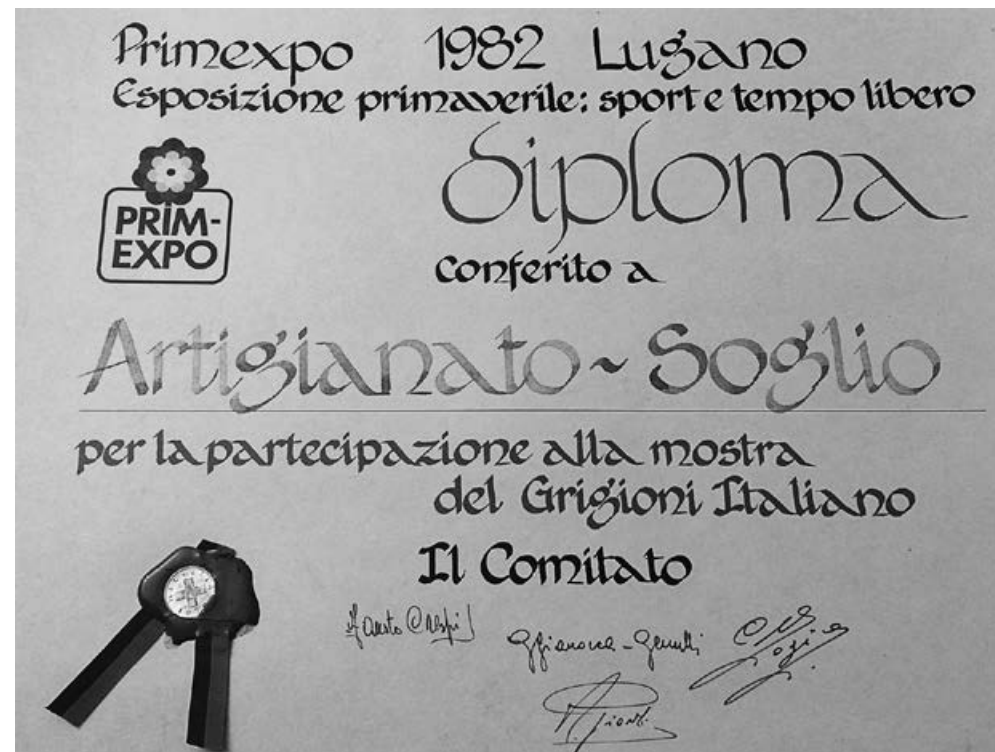 Primexpo 1982 Lugano
Esposizione primaverile: sport e tempo libero
PRIM-
EXPO
diploma
conferito a
Artigianato ~ Soglio
per la partecipazione alla mostra
del Grigioni Italiano
Il Comitato